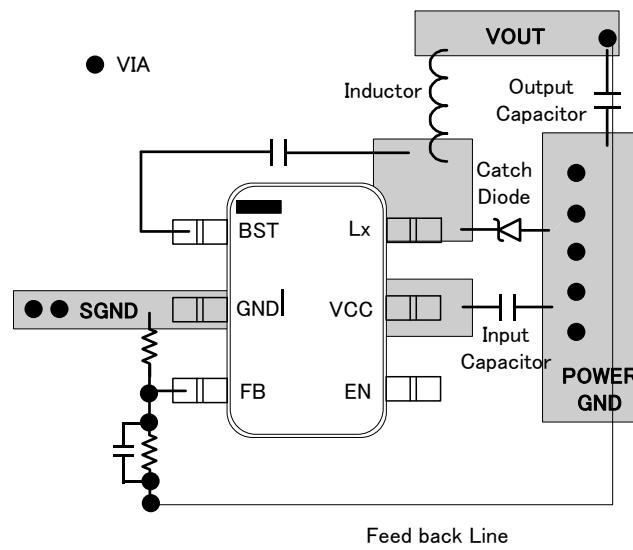 VOUT
VIA
Inductor
Output
Capacitor
Catch
Diode
BST
Lx
SGND
GND
VCC
Input
Capacitor
FB
EN
POWER
GND
Feed back Line